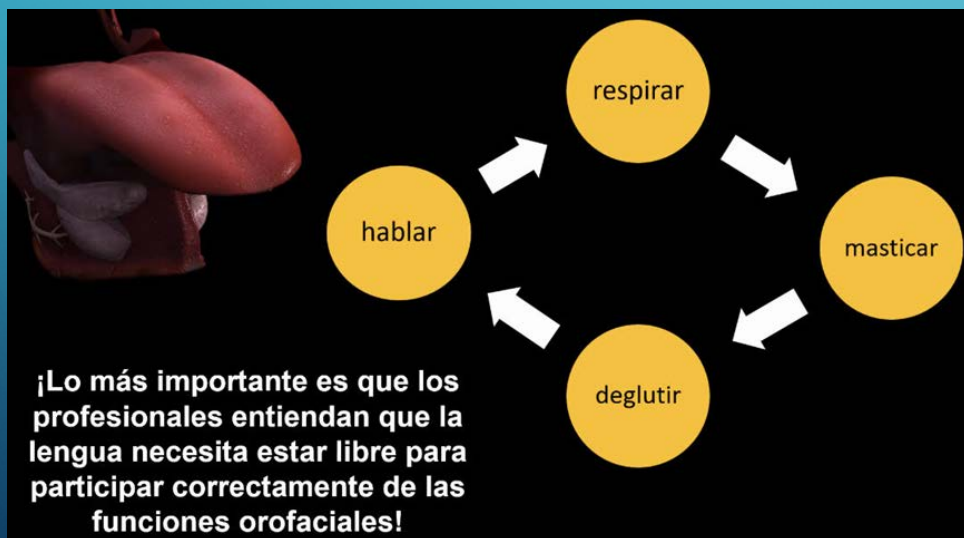 respirar
hablar
masticar
deglutir
¡Lo más importante es que los
profesionales entiendan que la
lengua necesita estar libre para
participar correctamente de las
funciones orofaciales!